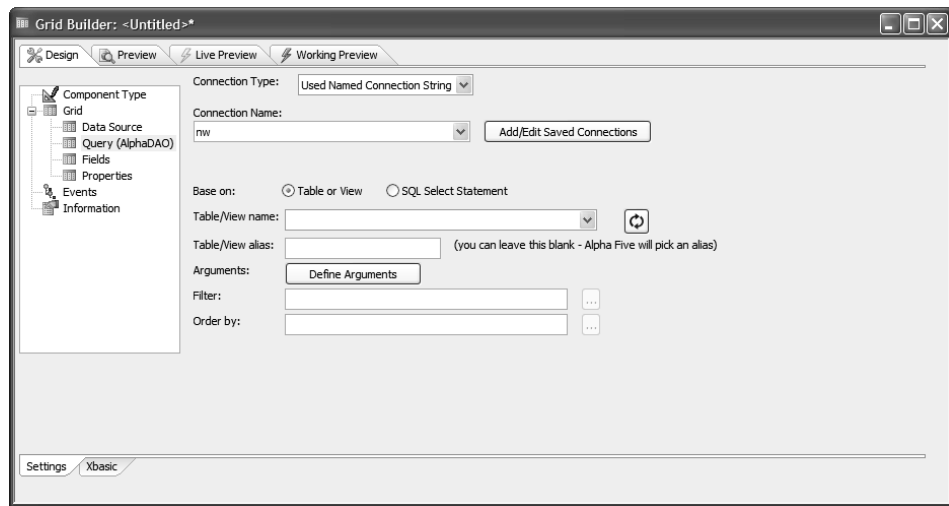 Grid Builder: <Untitled>*
Design Preview Live Preview Working Preview
Component Type
Grid
Data Source
Query (AlphaDAO)
Fields
Properties
Events
Information
Connection Type: Used Named Connection String
Connection Name:
nw Add/Edit Saved Connections
Base on: Table or View SQL Select Statement
Table/View name:
Table/View alias: (you can leave this blank - Alpha Five will pick an alias)
Arguments: Define Arguments
Filter: ...
Order by: ...
Settings Xbasic